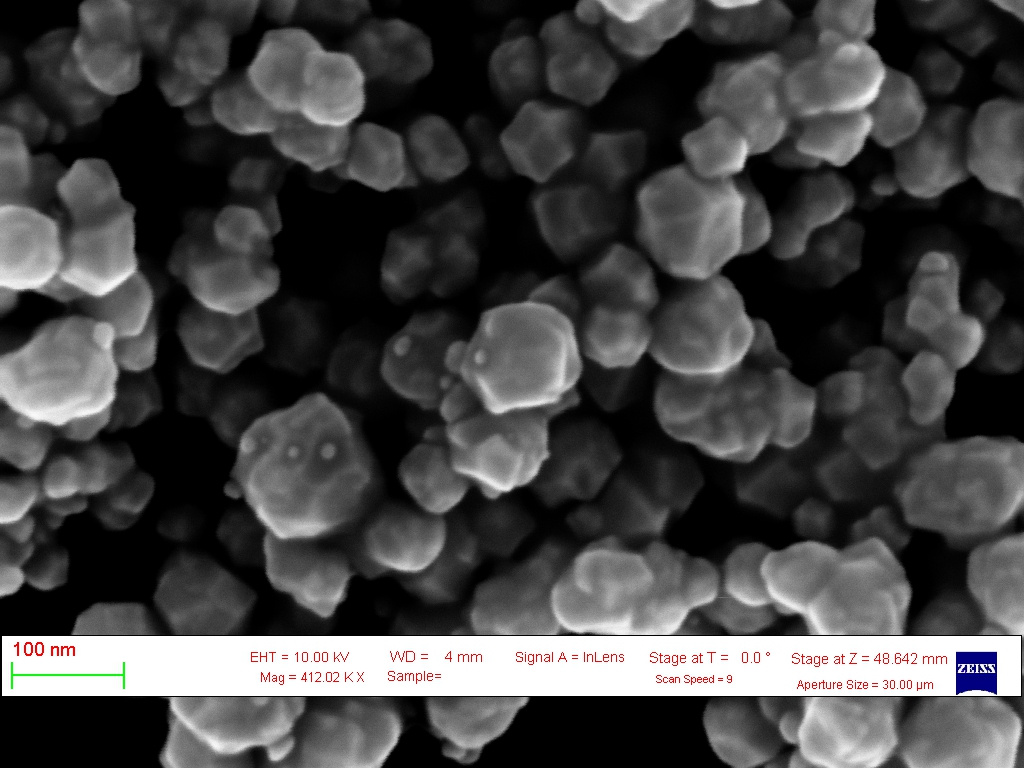 100 nm
EHT = 10.00 kV WD = 4 mm Signal A = InLens Stage at T = 0.0 ° Stage at Z = 48.642 mm
Mag = 412.02 K X Sample= Scan Speed = 9 Aperture Size = 30.00 µm
ZEISS